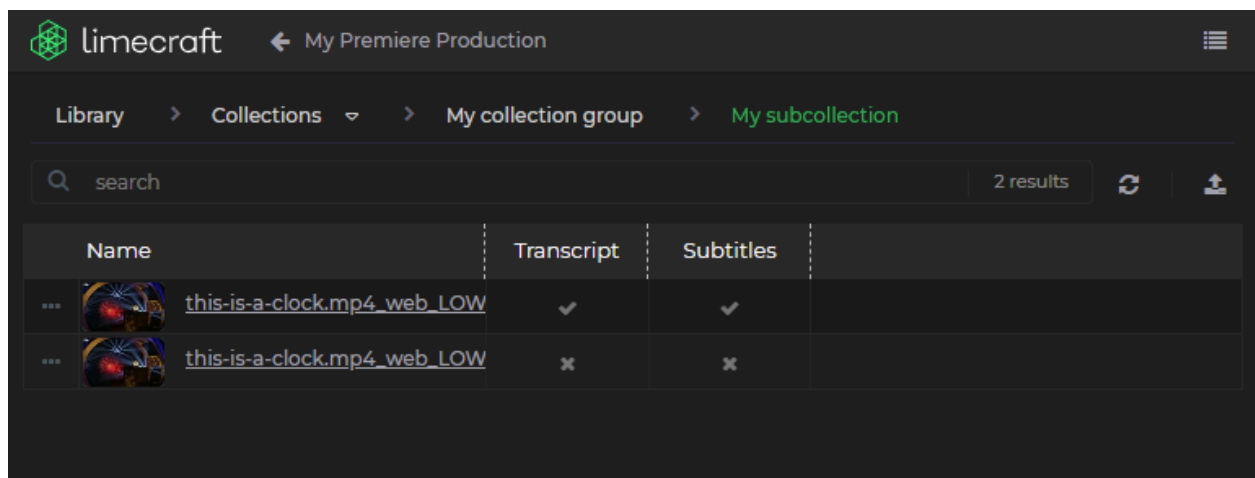 limecraft My Premiere Production
Library > Collections > My collection group > My subcollection
search 2 results
Name Transcript Subtitles
this-is-a-clock.mp4_web_LOW
this-is-a-clock.mp4_web_LOW